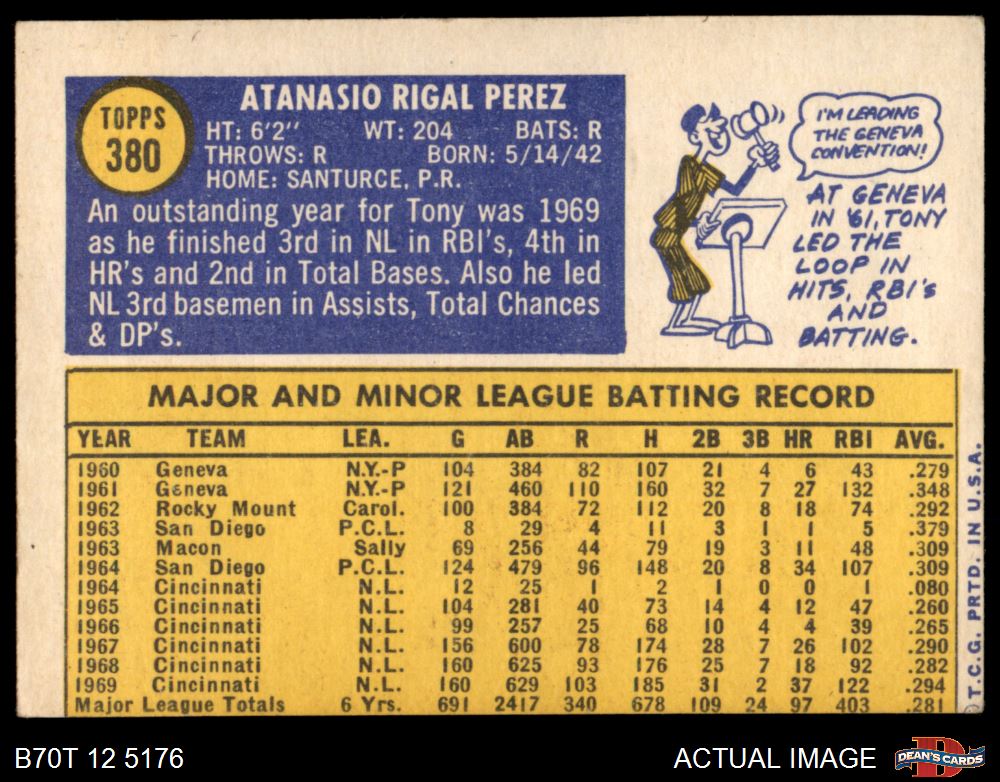 TOPPS
380
ATANASIO RIGAL PEREZ
HT: 6'2" WT: 204 BATS: R
THROWS: R BORN: 5/14/42
HOME: SANTURCE, P.R.
An outstanding year for Tony was 1969
as he finished 3rd in NL in RBI's, 4th in
HR's and 2nd in Total Bases. Also he led
NL 3rd basemen in Assists, Total Chances
& DP's.
I'M LEADING
THE GENEVA
CONVENTION!
AT GENEVA
IN '61, TONY
LED THE
LOOP IN
HITS, RBI's
AND
BATTING.
MAJOR AND MINOR LEAGUE BATTING RECORD
YEAR TEAM LEA. G AB R H 2B 3B HR RBI AVG.
1960 Geneva N.Y.-P 104 384 82 107 21 4 6 43 .279
1961 Geneva N.Y.-P 121 460 110 160 32 7 27 132 .348
1962 Rocky Mount Carol. 100 384 72 112 20 8 18 74 .292
1963 San Diego P.C.L. 8 29 4 11 3 1 1 5 .379
1963 Macon Sally 69 256 44 79 19 3 11 48 .309
1964 San Diego P.C.L. 124 479 96 148 20 8 34 107 .309
1964 Cincinnati N.L. 12 25 1 2 1 0 0 1 .080
1965 Cincinnati N.L. 104 281 40 73 14 4 12 47 .260
1966 Cincinnati N.L. 99 257 25 68 10 4 4 39 .265
1967 Cincinnati N.L. 156 600 78 174 28 7 26 102 .290
1968 Cincinnati N.L. 160 625 93 176 25 7 18 92 .282
1969 Cincinnati N.L. 160 629 103 185 31 2 37 122 .294
Major League Totals 6 Yrs. 691 2417 340 678 109 24 97 403 .281
© T.C.G. PRTD. IN U.S.A.
B70T 12 5176
ACTUAL IMAGE
DEAN'S CARDS